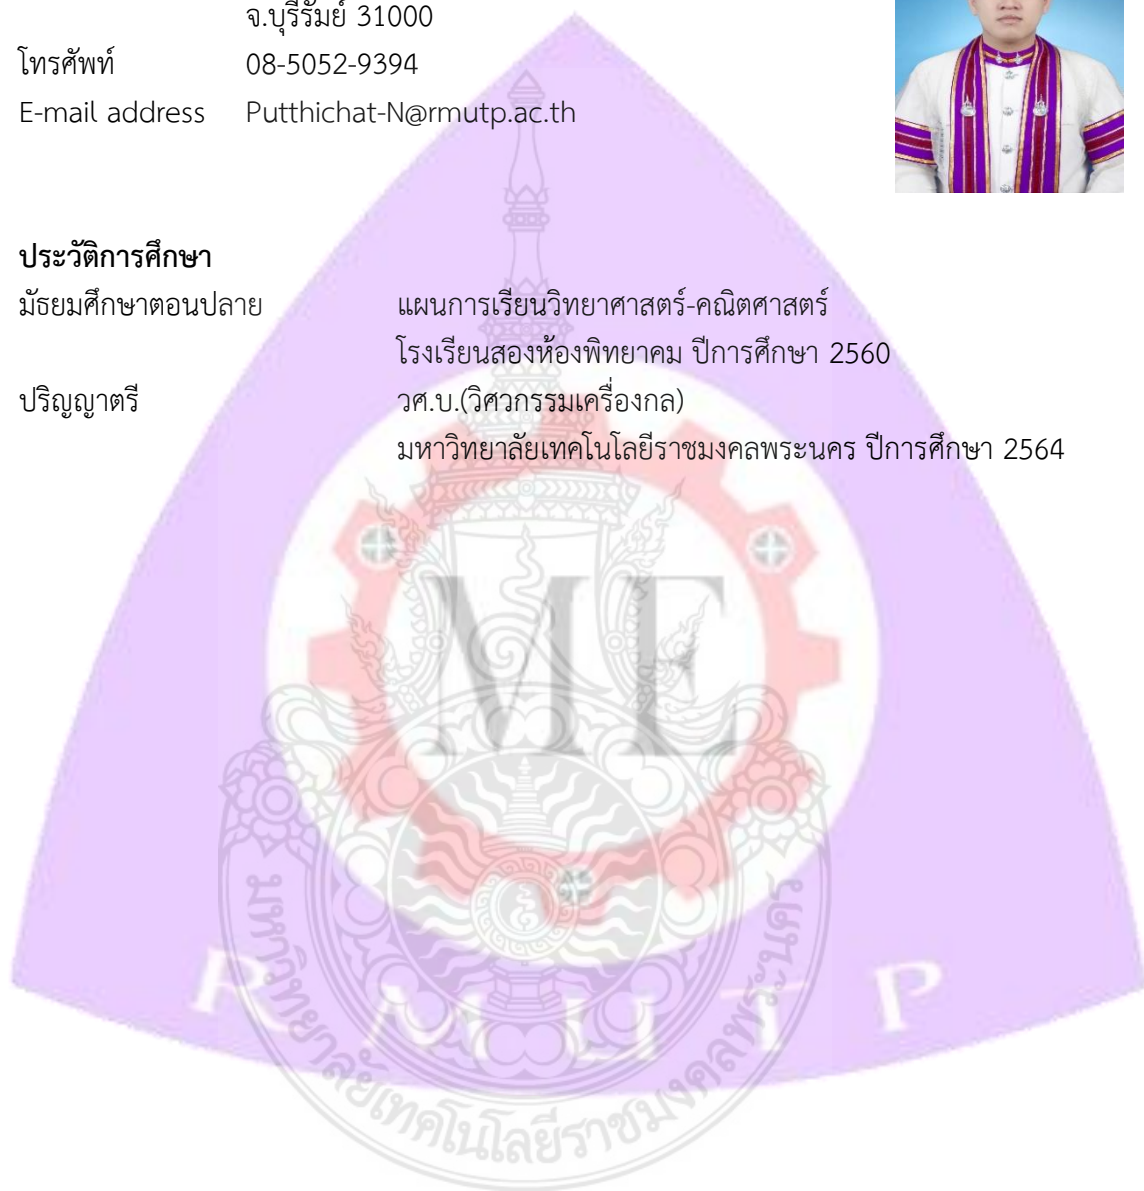 จ.บุรีรัมย์ 31000
โทรศัพท์ 08-5052-9394
E-mail address Putthichat-N@rmutp.ac.th
ประวัติการศึกษา
มัธยมศึกษาตอนปลาย แผนการเรียนวิทยาศาสตร์-คณิตศาสตร์
โรงเรียนสองห้องพิทยาคม ปีการศึกษา 2560
ปริญญาตรี วศ.บ.(วิศวกรรมเครื่องกล)
มหาวิทยาลัยเทคโนโลยีราชมงคลพระนคร ปีการศึกษา 2564
ME
R M U T P
มหาวิทยาลัยเทคโนโลยีราชมงคลพระนคร